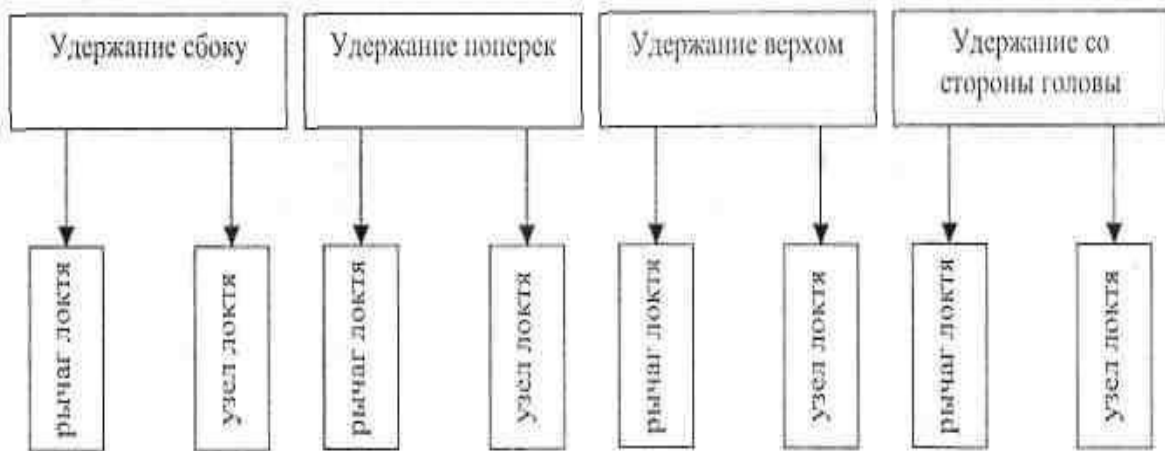 Удержание сбоку
Удержание поперек
Удержание верхом
Удержание со
стороны головы
рычаг локтя
узел локтя
рычаг локтя
узел локтя
рычаг локтя
узел локтя
рычаг локтя
узел локтя